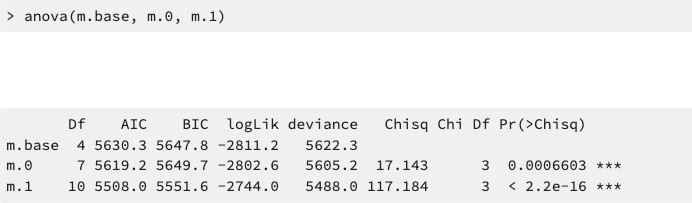 > anova(m.base, m.0, m.1)
Df AIC BIC logLik deviance Chisq Chi Df Pr(>Chisq)
m.base 4 5630.3 5647.8 -2811.2 5622.3
m.0 7 5619.2 5649.7 -2802.6 5605.2 17.143 3 0.0006603 ***
m.1 10 5508.0 5551.6 -2744.0 5488.0 117.184 3 < 2.2e-16 ***